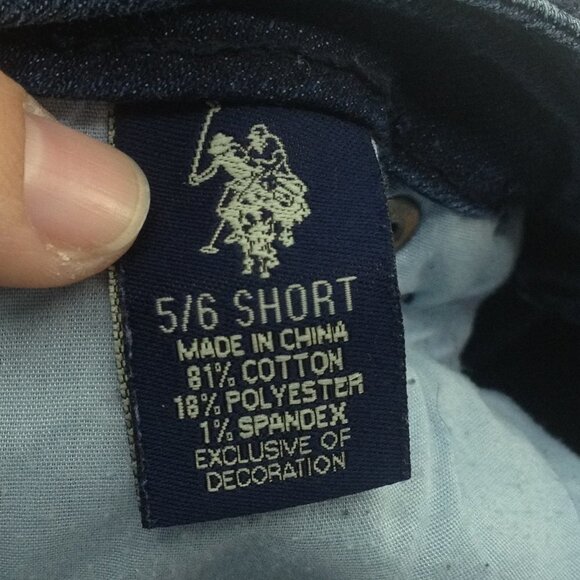 5/6 SHORT
MADE IN CHINA
81% COTTON
18% POLYESTER
1% SPANDEX
EXCLUSIVE OF
DECORATION